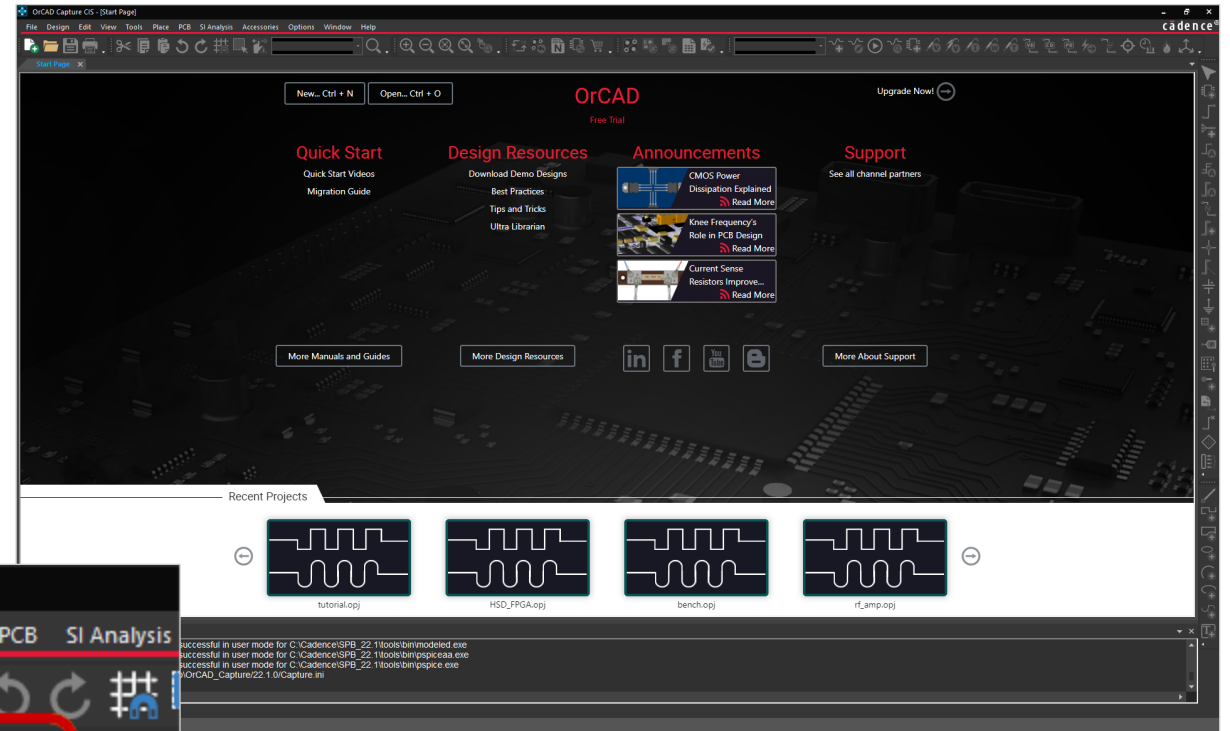 OrCAD Capture CIS - [Start Page]
File Design Edit View Tools Place PCB SI Analysis Accessories Options Window Help
cādence®
Start Page
New... Ctrl + N
Open... Ctrl + O
OrCAD
Free Trial
Upgrade Now!
Quick Start
Quick Start Videos
Migration Guide
Design Resources
Download Demo Designs
Best Practices
Tips and Tricks
Ultra Librarian
Announcements
CMOS Power
Dissipation Explained
Read More
Knee Frequency's
Role in PCB Design
Read More
Current Sense
Resistors Improve...
Read More
Support
See all channel partners
More Manuals and Guides
More Design Resources
in
f
You
Tube
B
More About Support
Recent Projects
tutorial.opj
HSD_FPGA.opj
bench.opj
rf_amp.opj
PCB SI Analysis
successful in user mode for C:\Cadence\SPB_22.1\tools\bin\modeled.exe
successful in user mode for C:\Cadence\SPB_22.1\tools\bin\pspiceaa.exe
successful in user mode for C:\Cadence\SPB_22.1\tools\bin\pspice.exe
\OrCAD_Capture/22.1.0/Capture.ini